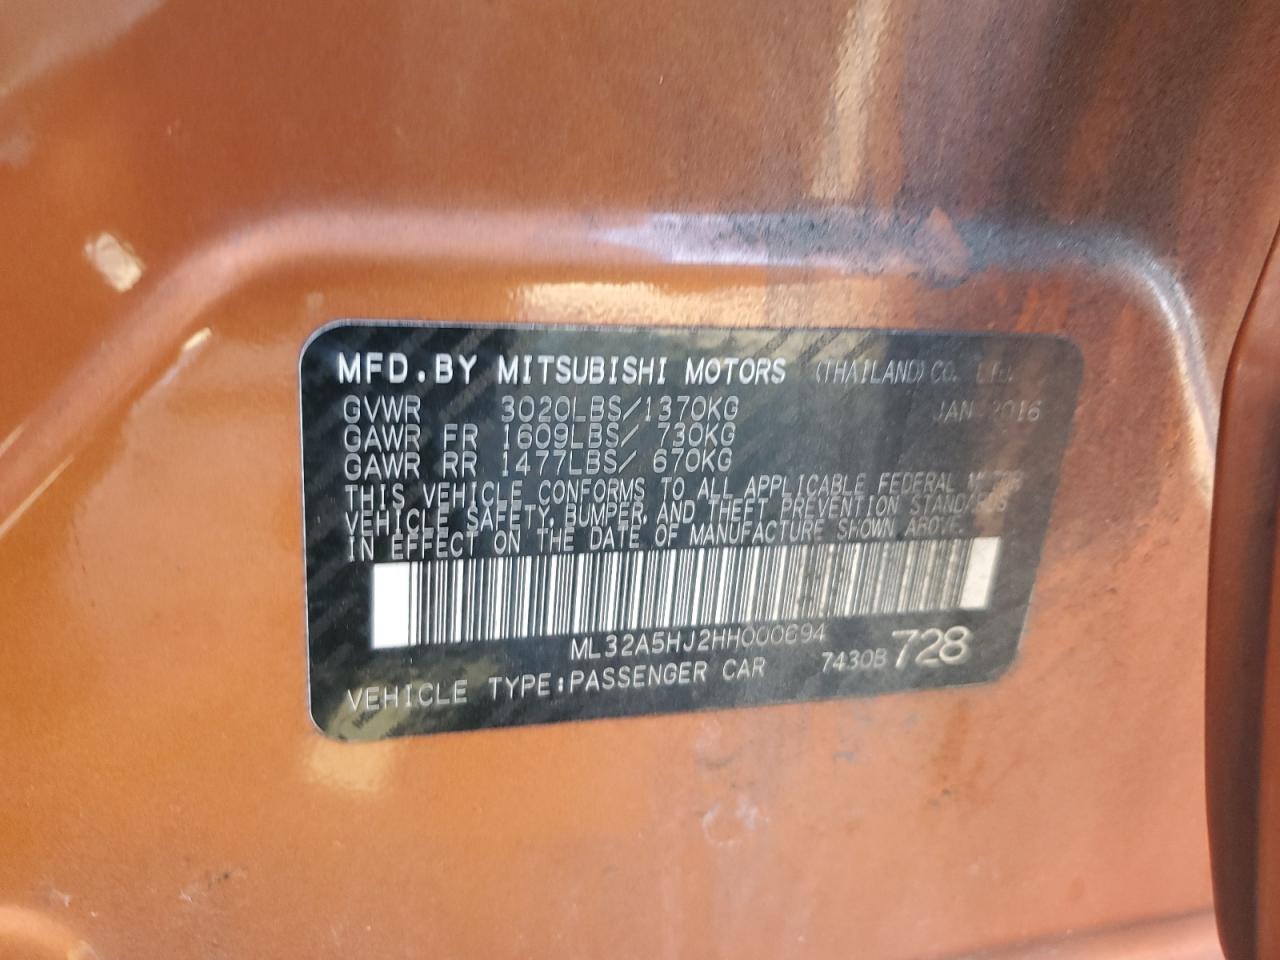 MFD.BY MITSUBISHI MOTORS (THAILAND) CO. LTD.
GVWR 3020LBS/1370KG JAN 2016
GAWR FR 1609LBS/ 730KG
GAWR RR 1477LBS/ 670KG
THIS VEHICLE CONFORMS TO ALL APPLICABLE FEDERAL MOTOR
VEHICLE SAFETY, BUMPER, AND THEFT PREVENTION STANDARDS
IN EFFECT ON THE DATE OF MANUFACTURE SHOWN ABOVE.
ML32A5HJ2HH000694
VEHICLE TYPE:PASSENGER CAR 7430B 728